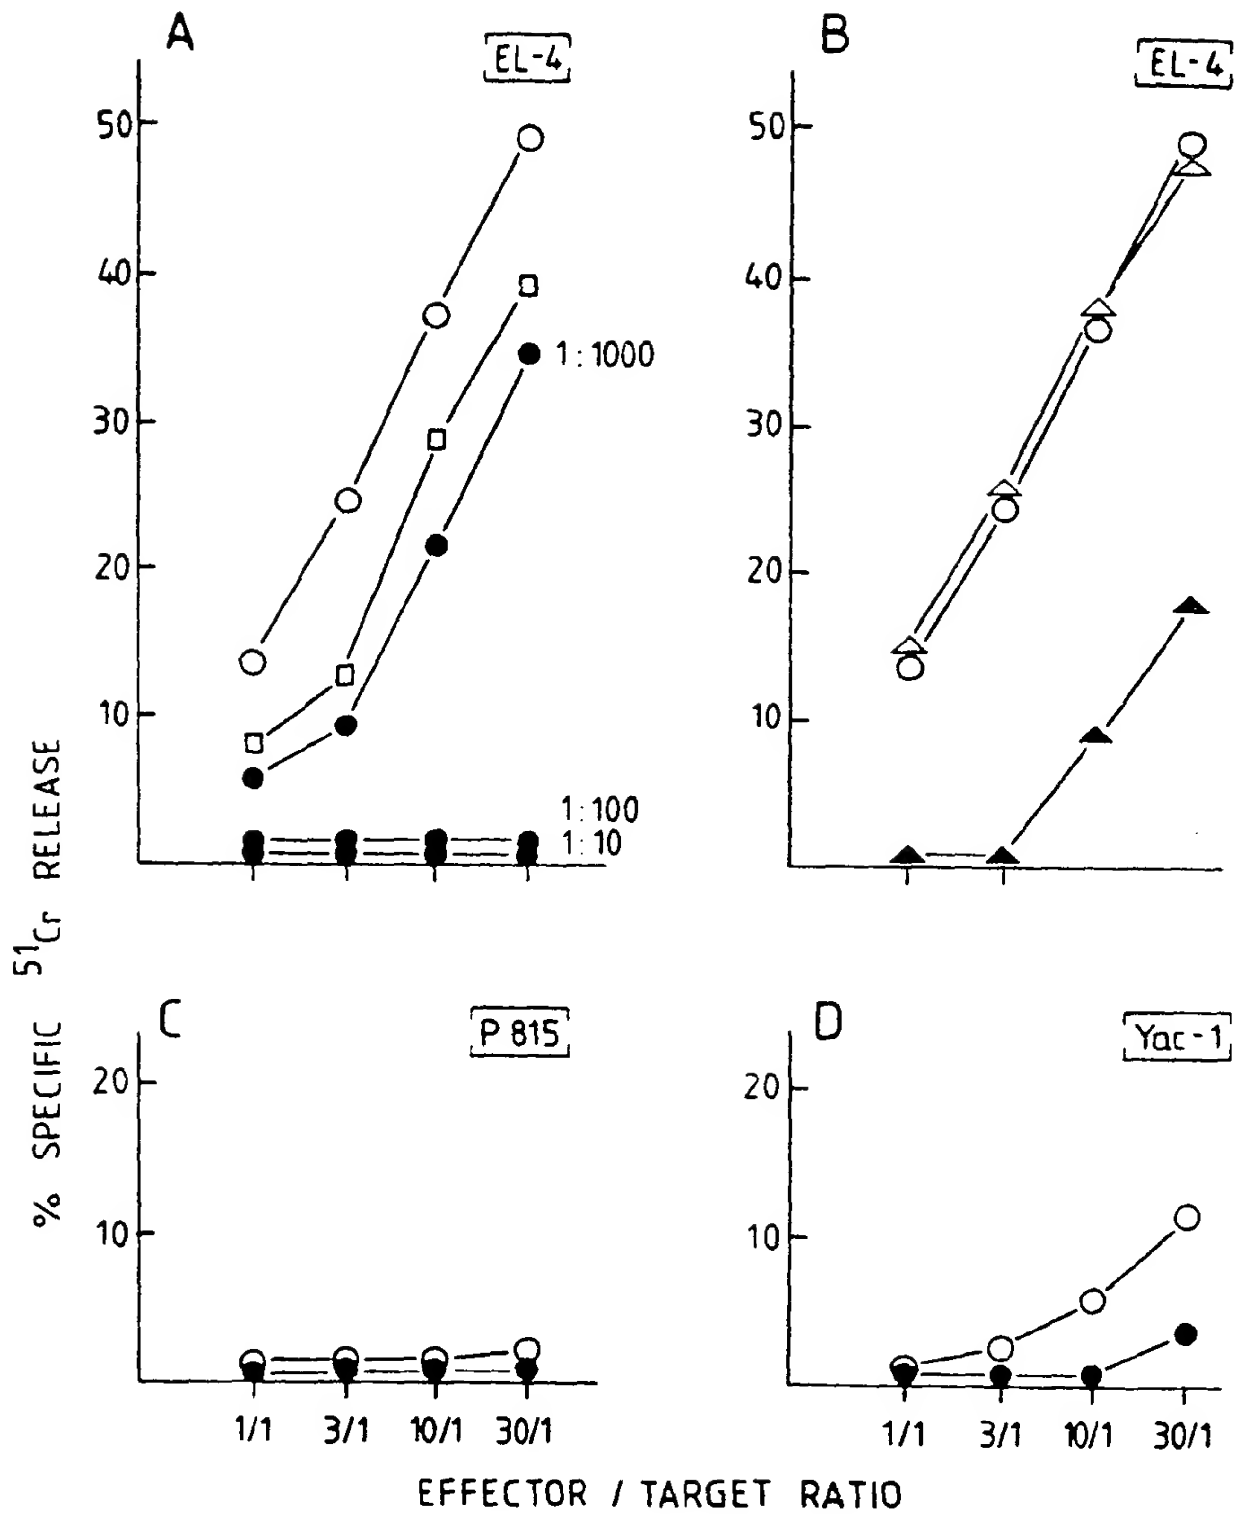 A
EL-4
50
40
30
20
10
1:1000
1:100
1:10
B
EL-4
50
40
30
20
10
% SPECIFIC 51Cr RELEASE
C
P 815
20
10
1/1 3/1 10/1 30/1
D
Yac-1
20
10
1/1 3/1 10/1 30/1
EFFECTOR / TARGET RATIO